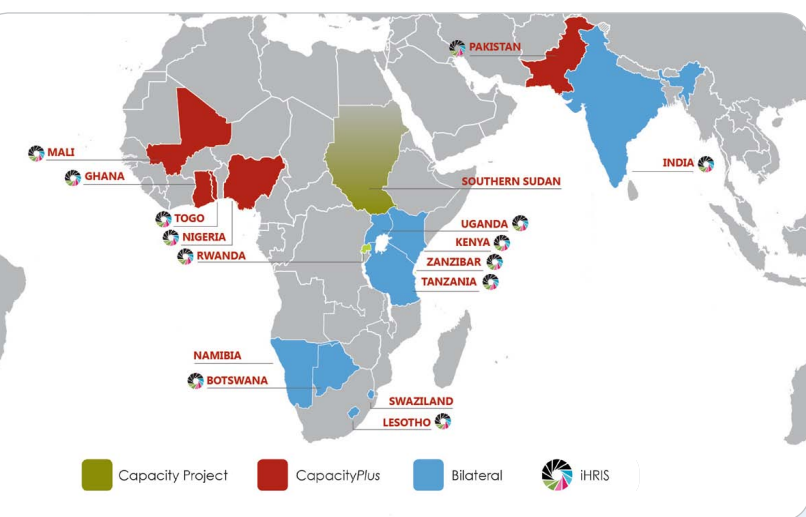 PAKISTAN
MALI
GHANA
INDIA
SOUTHERN SUDAN
TOGO
UGANDA
NIGERIA
KENYA
RWANDA
ZANZIBAR
TANZANIA
NAMIBIA
BOTSWANA
SWAZILAND
LESOTHO
Capacity Project
CapacityPlus
Bilateral
iHRIS